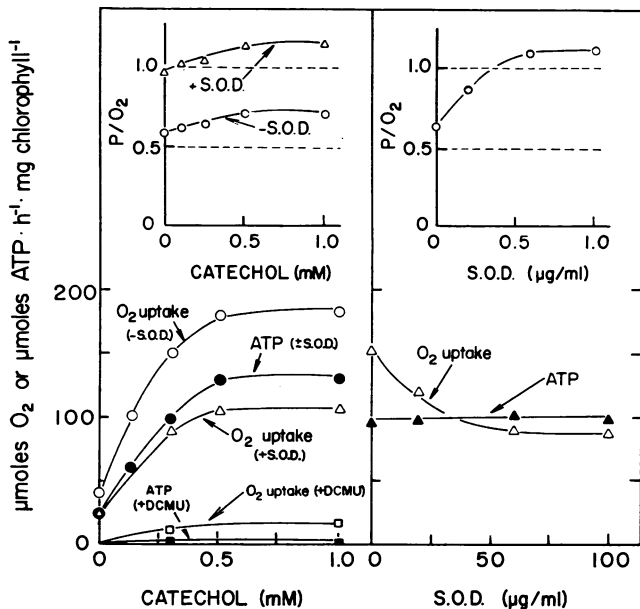 μmoles O₂ or μmoles ATP · h⁻¹ · mg chlorophyll⁻¹
P/O₂
1.0
0.5
0
+S.O.D.
-S.O.D.
0 0.5 1.0
CATECHOL (mM)
P/O₂
1.0
0.5
0
0 0.5 1.0
S.O.D. (μg/ml)
200
100
0
O₂ uptake
(-S.O.D.)
ATP (±S.O.D.)
O₂ uptake
(+S.O.D.)
ATP
(+DCMU)
O₂ uptake (+DCMU)
0 0.5 1.0
CATECHOL (mM)
O₂ uptake
ATP
0 50 100
S.O.D. (μg/ml)